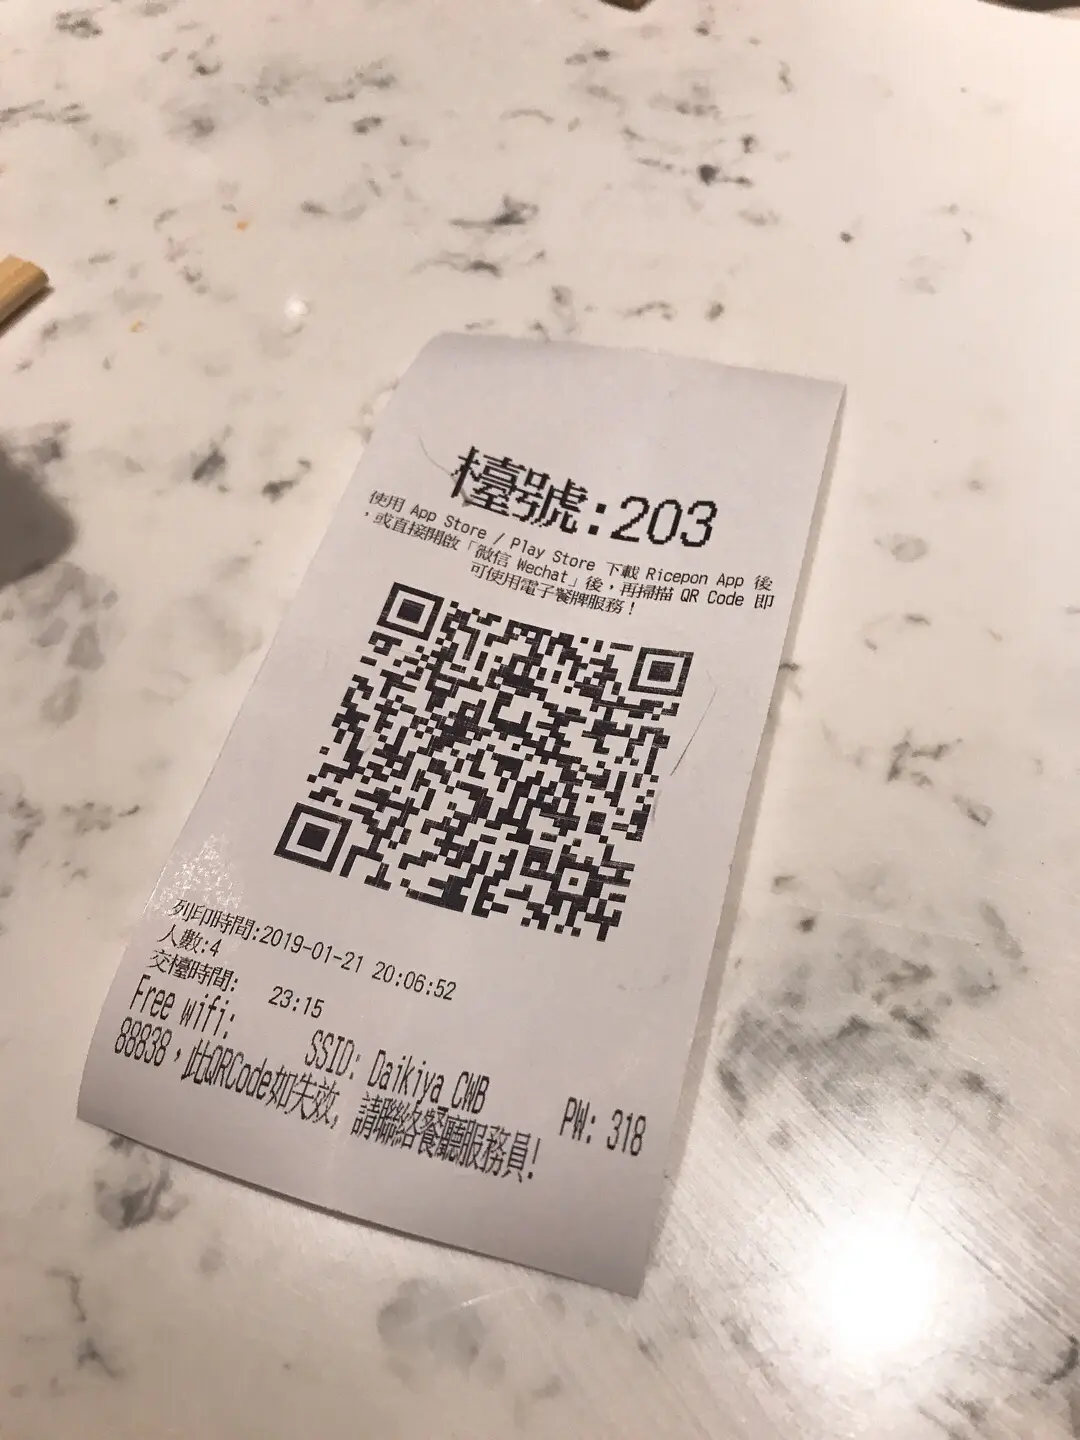 檯號:203
使用 App Store / Play Store 下載 Ricepon App 後
，或直接開啟「微信 Wechat」後，再掃描 QR Code 即
可使用電子餐牌服務！
列印時間:2019-01-21 20:06:52
人數:4
交檯時間: 23:15
Free wifi: SSID: Daikiya_CWB PW: 318
88838，此QRCode如失效, 請聯絡餐廳服務員!